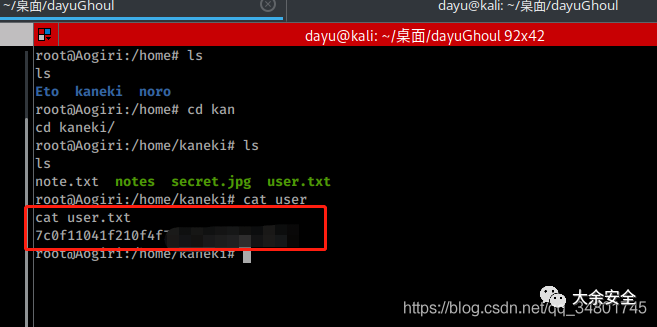 ~/桌面/dayuGhoul
dayu@kali: ~/桌面/dayuGhoul
dayu@kali: ~/桌面/dayuGhoul 92x42
root@Aogiri:/home# ls
ls
Eto kaneki noro
root@Aogiri:/home# cd kan
cd kaneki/
root@Aogiri:/home/kaneki# ls
ls
note.txt notes secret.jpg user.txt
root@Aogiri:/home/kaneki# cat user
cat user.txt
7c0f11041f210f4f
root@Aogiri:/home/kaneki#
大余安全
https://blog.csdn.net/qq_34801745